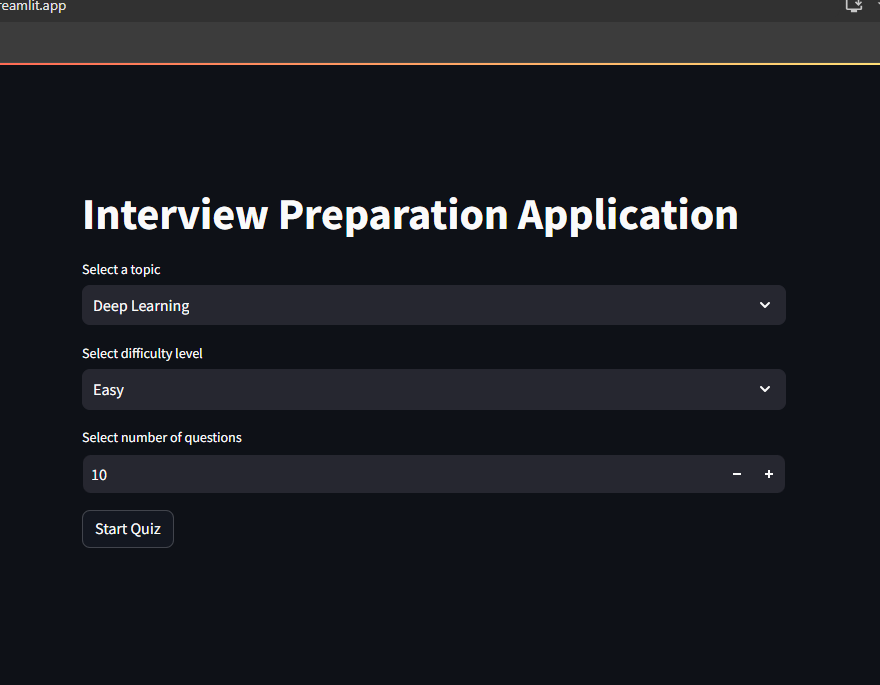 reamlit.app
Interview Preparation Application
Select a topic
Deep Learning
Select difficulty level
Easy
Select number of questions
10
Start Quiz